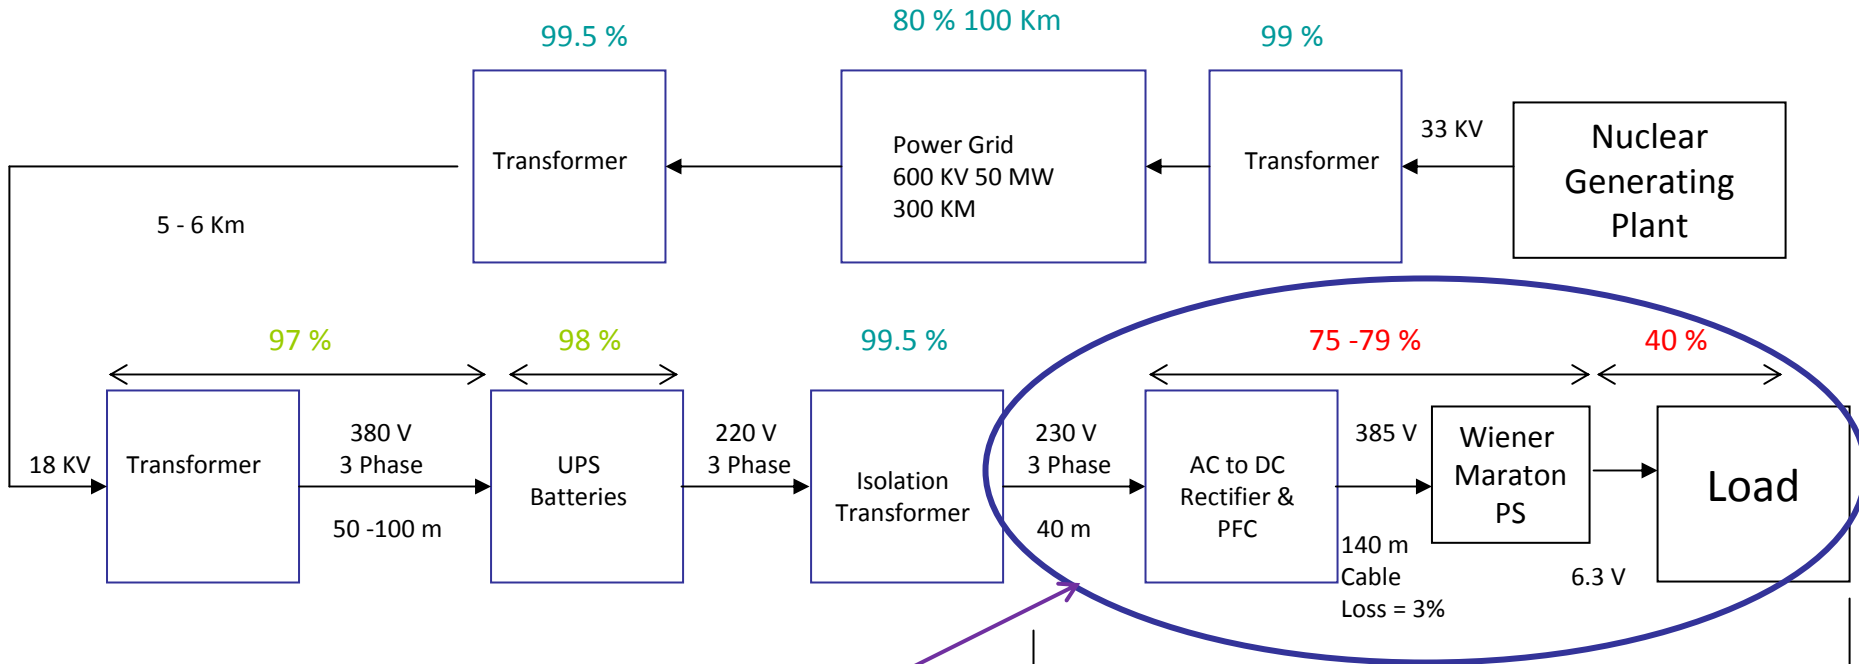 80 % 100 Km
99.5 %
99 %
Transformer
Power Grid
600 KV 50 MW
300 KM
Transformer
33 KV
Nuclear
Generating
Plant
5 - 6 Km
97 %
98 %
99.5 %
75 -79 %
40 %
18 KV
Transformer
380 V
3 Phase
50 -100 m
UPS
Batteries
220 V
3 Phase
Isolation
Transformer
230 V
3 Phase
40 m
AC to DC
Rectifier &
PFC
385 V
140 m
Cable
Loss = 3%
Wiener
Maraton
PS
6.3 V
Load